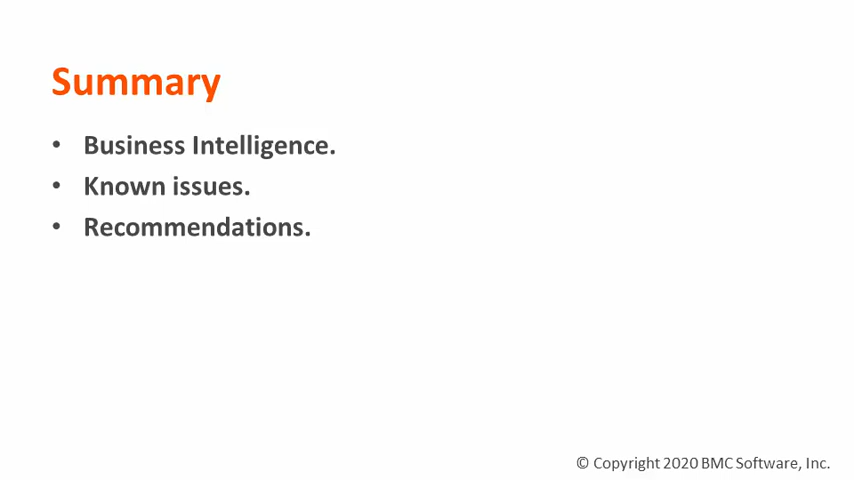 Summary
• Business Intelligence.
• Known issues.
• Recommendations.
© Copyright 2020 BMC Software, Inc.